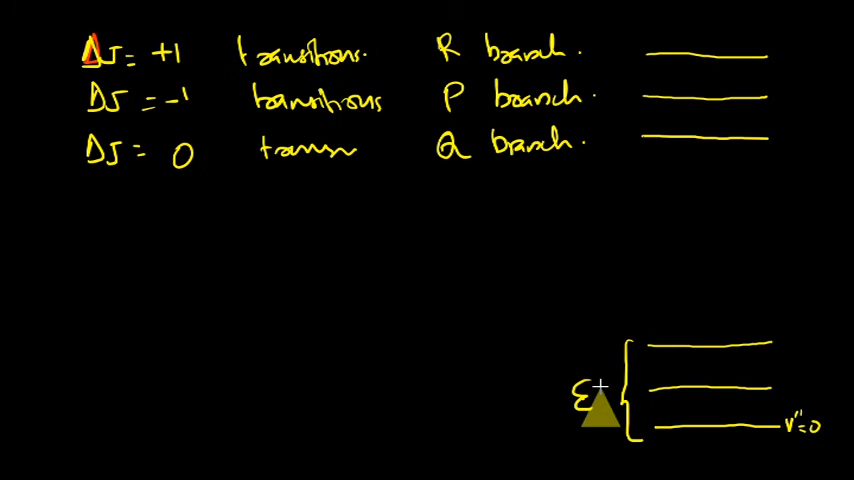 ΔJ = +1 transitions. R branch.
ΔJ = -1 transitions P branch.
ΔJ = 0 transn Q branch.
Σ
v''=0